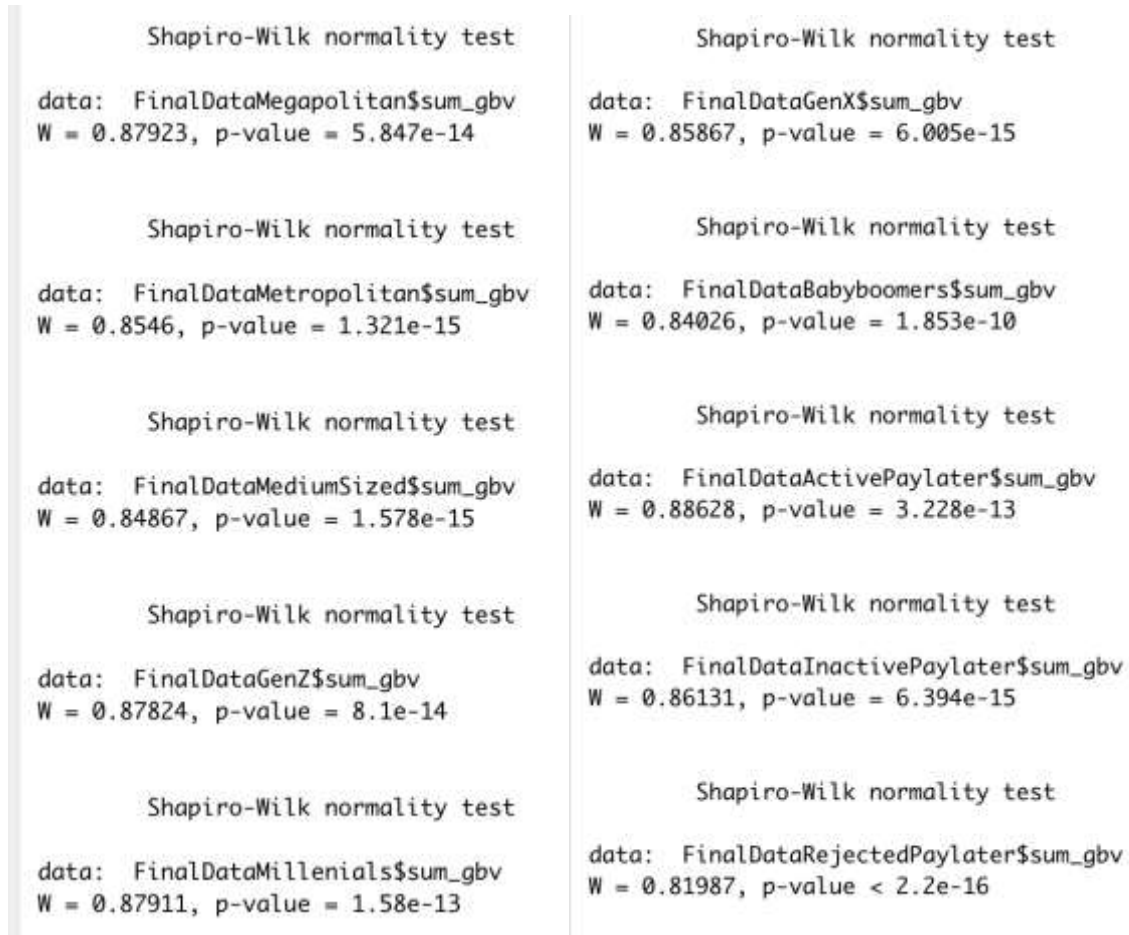 Shapiro-Wilk normality test
data: FinalDataMegapolitan$sum_gbv
W = 0.87923, p-value = 5.847e-14
Shapiro-Wilk normality test
data: FinalDataMetropolitan$sum_gbv
W = 0.8546, p-value = 1.321e-15
Shapiro-Wilk normality test
data: FinalDataMediumSized$sum_gbv
W = 0.84867, p-value = 1.578e-15
Shapiro-Wilk normality test
data: FinalDataGenZ$sum_gbv
W = 0.87824, p-value = 8.1e-14
Shapiro-Wilk normality test
data: FinalDataMillenials$sum_gbv
W = 0.87911, p-value = 1.58e-13
Shapiro-Wilk normality test
data: FinalDataGenX$sum_gbv
W = 0.85867, p-value = 6.005e-15
Shapiro-Wilk normality test
data: FinalDataBabyboomers$sum_gbv
W = 0.84026, p-value = 1.853e-10
Shapiro-Wilk normality test
data: FinalDataActivePaylater$sum_gbv
W = 0.88628, p-value = 3.228e-13
Shapiro-Wilk normality test
data: FinalDataInactivePaylater$sum_gbv
W = 0.86131, p-value = 6.394e-15
Shapiro-Wilk normality test
data: FinalDataRejectedPaylater$sum_gbv
W = 0.81987, p-value < 2.2e-16